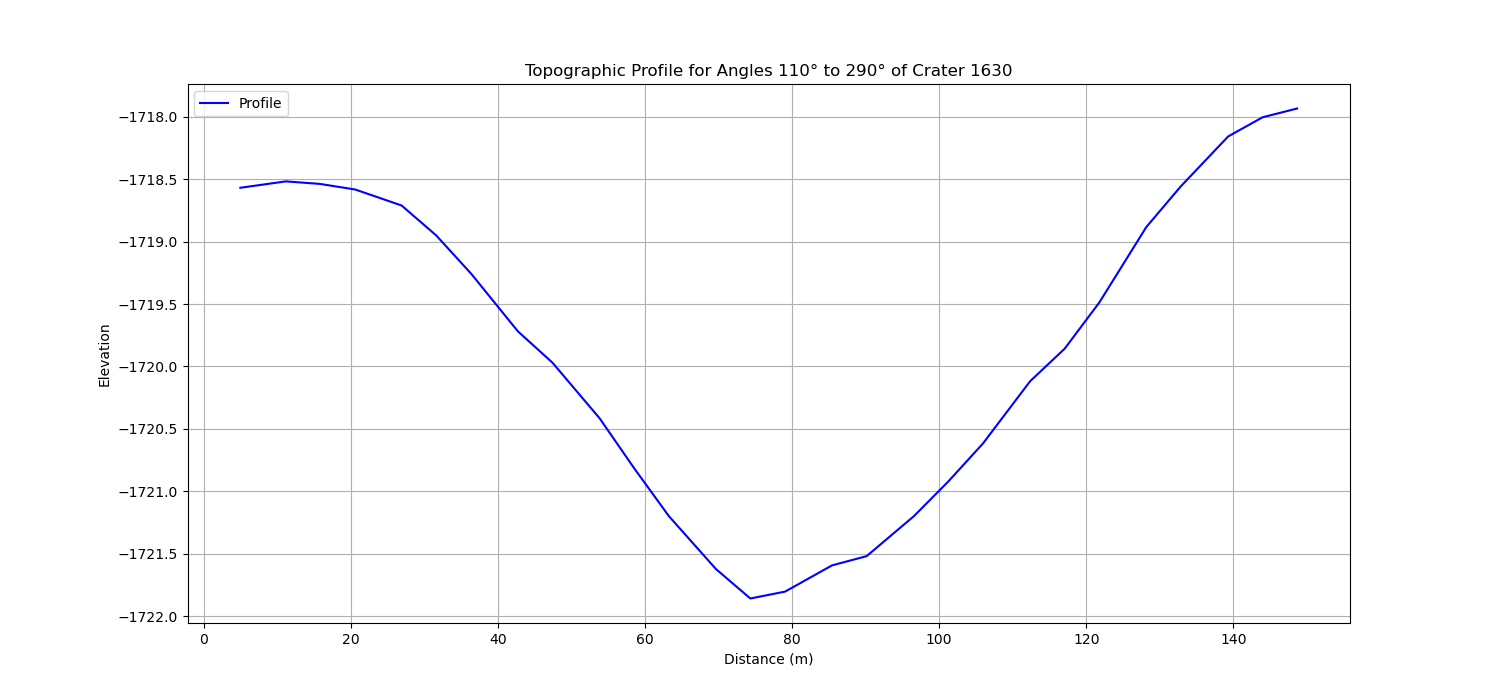 Topographic Profile for Angles 110° to 290° of Crater 1630
Profile
−1718.0
−1718.5
−1719.0
−1719.5
−1720.0
−1720.5
−1721.0
−1721.5
−1722.0
Elevation
0 20 40 60 80 100 120 140
Distance (m)